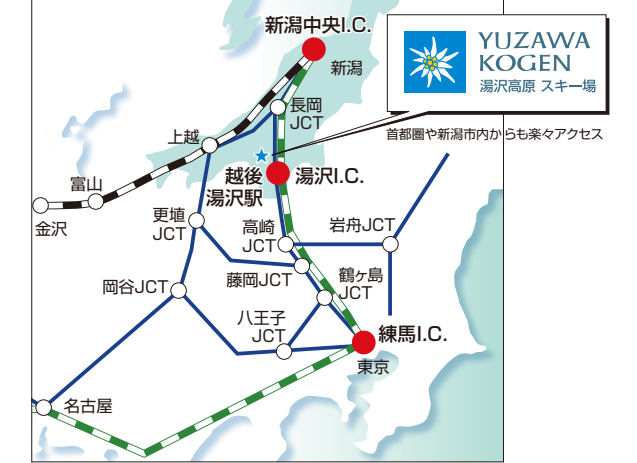 新潟中央I.C.
YUZAWA
KOGEN
湯沢高原 スキー場
新潟
長岡
JCT
首都圏や新潟市内からも楽々アクセス
上越
越後
湯沢駅
湯沢I.C.
富山
金沢
更埴
JCT
高崎
JCT
岩舟JCT
藤岡JCT
鶴ヶ島
JCT
岡谷JCT
八王子
JCT
練馬I.C.
東京
名古屋